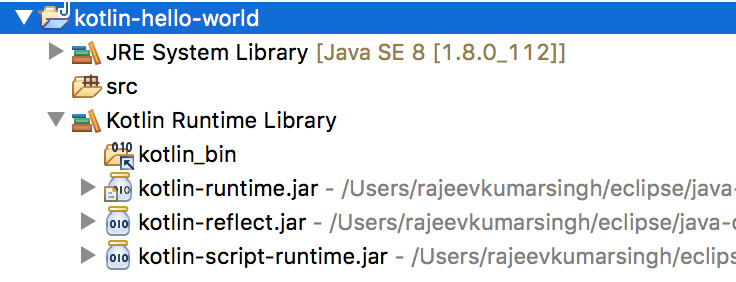 kotlin-hello-world
JRE System Library [Java SE 8 [1.8.0_112]]
src
Kotlin Runtime Library
kotlin_bin
kotlin-runtime.jar - /Users/rajeevkumarsingh/eclipse/java-
kotlin-reflect.jar - /Users/rajeevkumarsingh/eclipse/java-
kotlin-script-runtime.jar - /Users/rajeevkumarsingh/eclips